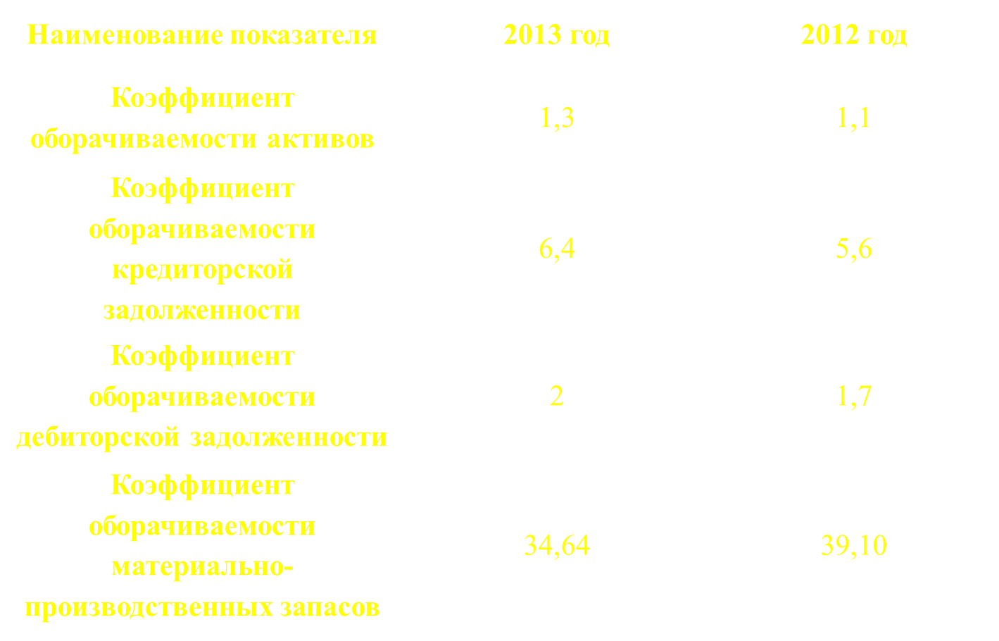 Наименование показателя 2013 год 2012 год
Коэффициент
оборачиваемости активов
1,3 1,1
Коэффициент
оборачиваемости
кредиторской
задолженности
6,4 5,6
Коэффициент
оборачиваемости
дебиторской задолженности
2 1,7
Коэффициент
оборачиваемости
материально-
производственных запасов
34,64 39,10